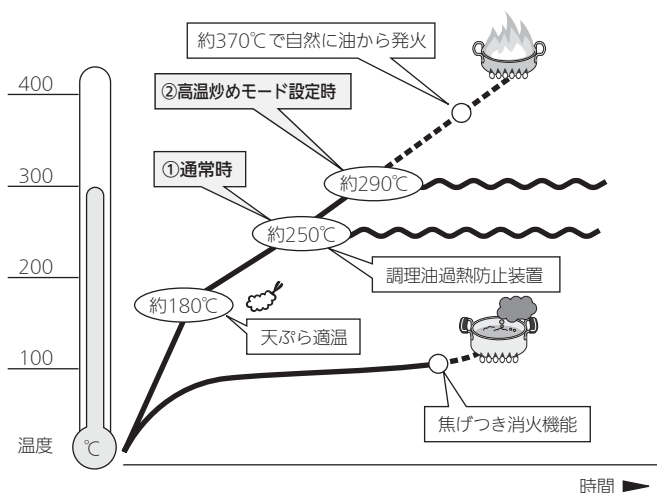 約370℃で自然に油から発火
400
②高温炒めモード設定時
①通常時
300
約290℃
約250℃
200
調理油過熱防止装置
約180℃
天ぷら適温
100
焦げつき消火機能
温度
℃
時間